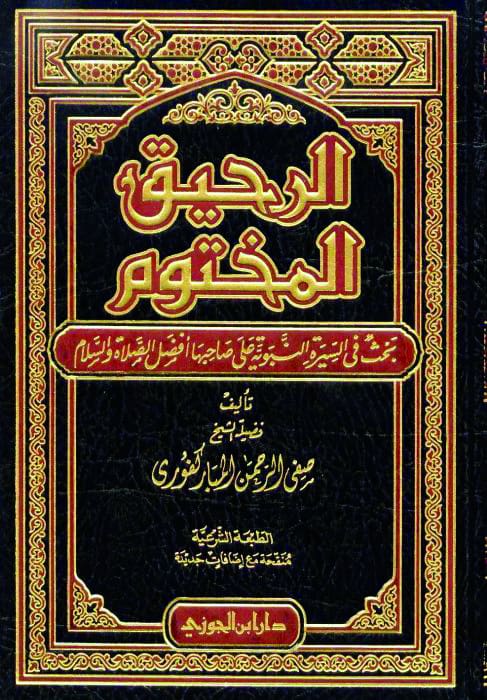 الرحيق
المختوم
بحث في السيرة النبوية على صاحبها أفضل الصلاة والسلام
تأليف
فضيلة الشيخ
صفي الرحمن المباركفوري
الطبعة الشرعية
منقحة مع إضافات جديدة
دار ابن الجوزي